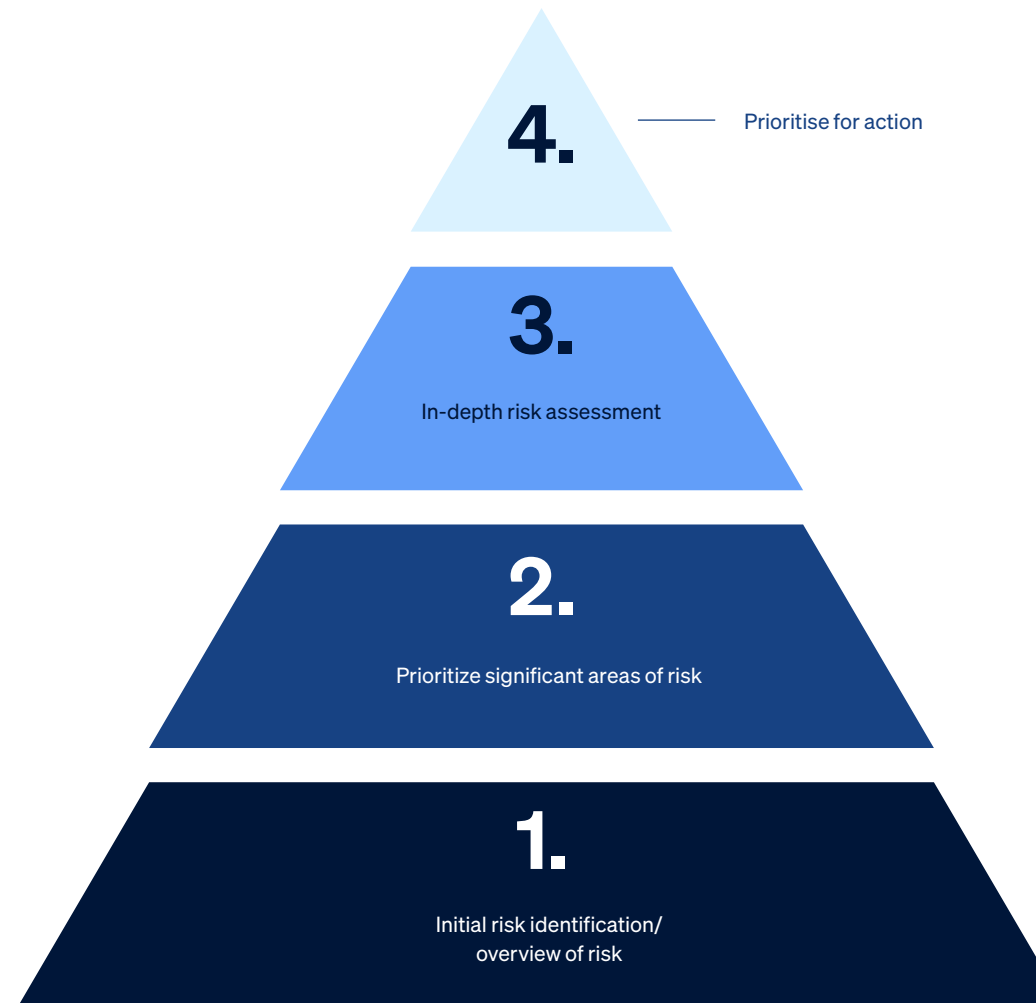 4.
Prioritise for action
3.
In-depth risk assessment
2.
Prioritize significant areas of risk
1.
Initial risk identification/
overview of risk